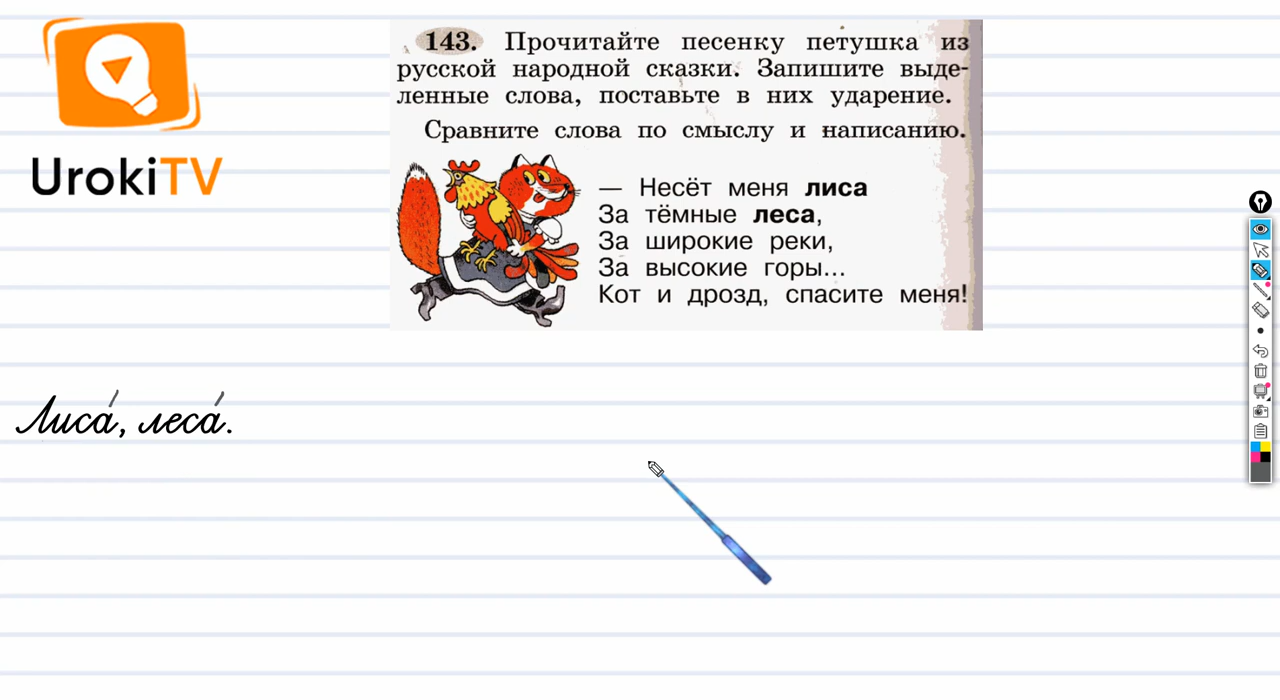 UrokiTV
143. Прочитайте песенку петушка из
русской народной сказки. Запишите выде-
ленные слова, поставьте в них ударение.
Сравните слова по смыслу и написанию.
— Несёт меня лиса
За тёмные леса,
За широкие реки,
За высокие горы...
Кот и дрозд, спасите меня!
Лиса́, леса́.